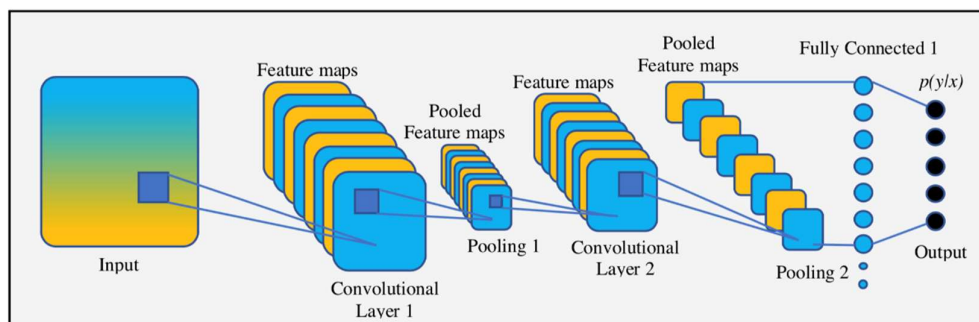 Input
Feature maps
Convolutional
Layer 1
Pooled
Feature maps
Pooling 1
Feature maps
Convolutional
Layer 2
Pooled
Feature maps
Pooling 2
Fully Connected 1
p(y|x)
Output